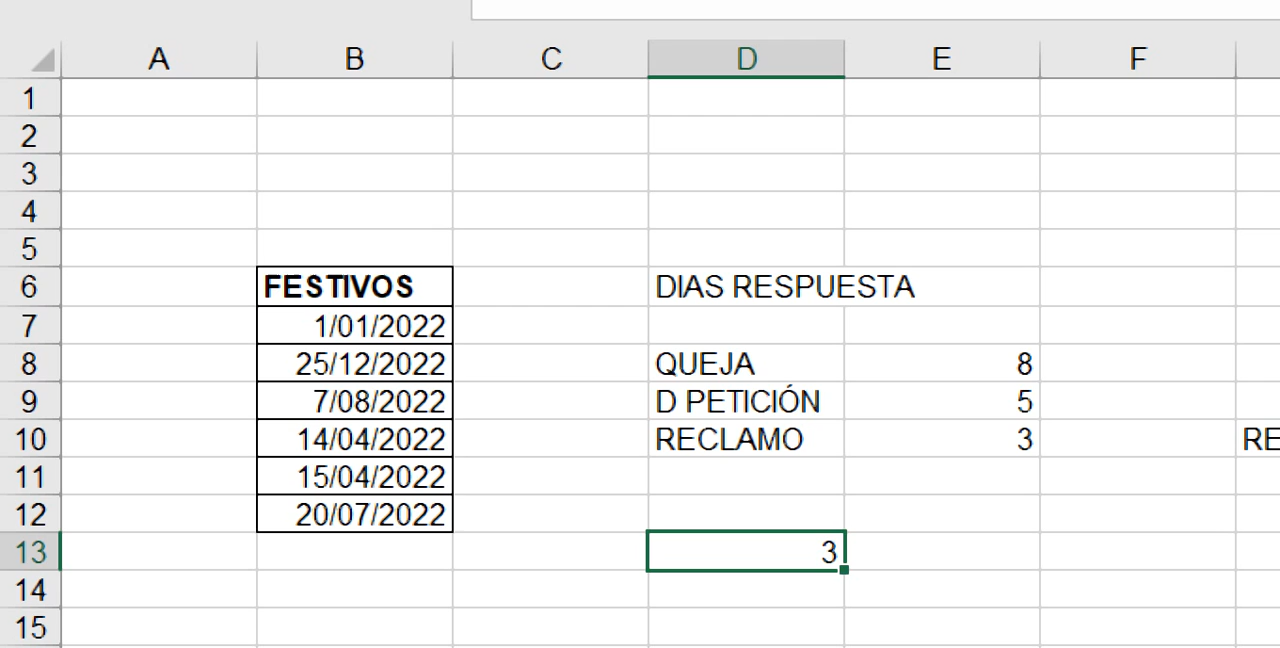 A B C D E F
1
2
3
4
5
6 FESTIVOS DIAS RESPUESTA
7 1/01/2022
8 25/12/2022 QUEJA 8
9 7/08/2022 D PETICIÓN 5
10 14/04/2022 RECLAMO 3 RE
11 15/04/2022
12 20/07/2022
13 3
14
15